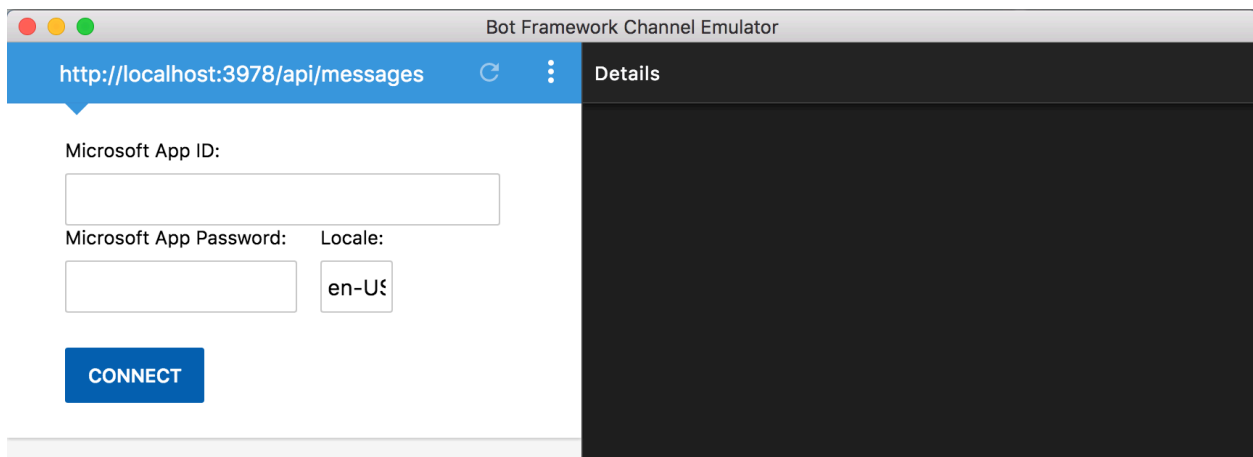 Bot Framework Channel Emulator
http://localhost:3978/api/messages
Details
Microsoft App ID:
Microsoft App Password: Locale:
en-US
CONNECT